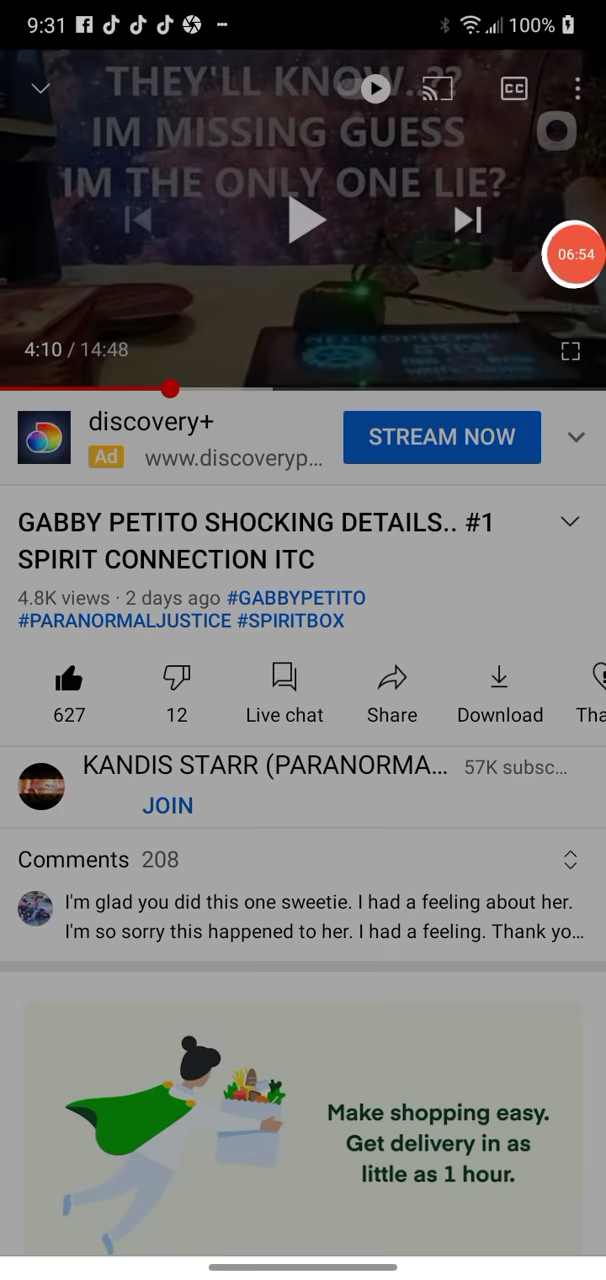 9:31
100%
THEY'LL KNOW..??
IM MISSING GUESS
IM THE ONLY ONE LIE?
CC
06:54
4:10 / 14:48
discovery+
STREAM NOW
Ad www.discoveryp...
GABBY PETITO SHOCKING DETAILS.. #1
SPIRIT CONNECTION ITC
4.8K views · 2 days ago #GABBYPETITO
#PARANORMALJUSTICE #SPIRITBOX
627 12 Live chat Share Download Tha
KANDIS STARR (PARANORMA... 57K subsc...
JOIN
Comments 208
I'm glad you did this one sweetie. I had a feeling about her.
I'm so sorry this happened to her. I had a feeling. Thank yo...
Make shopping easy.
Get delivery in as
little as 1 hour.